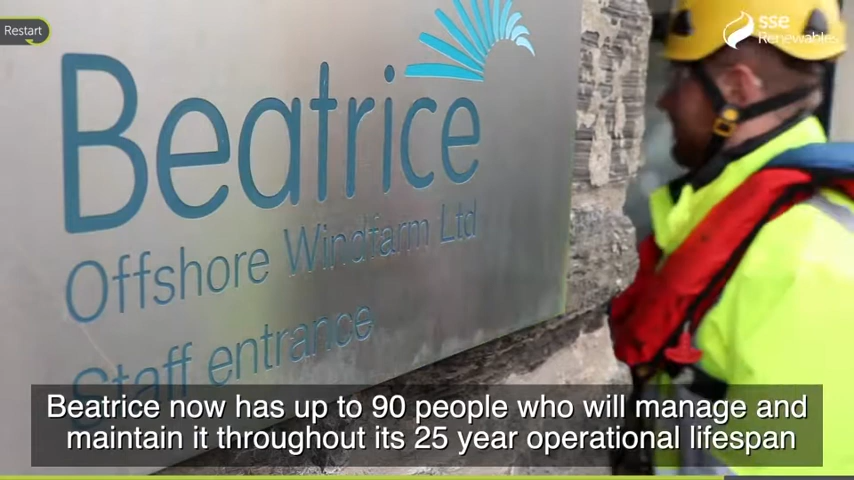 Restart
sse
Renewables
Beatrice
Offshore Windfarm Ltd
Staff entrance
Beatrice now has up to 90 people who will manage and
maintain it throughout its 25 year operational lifespan